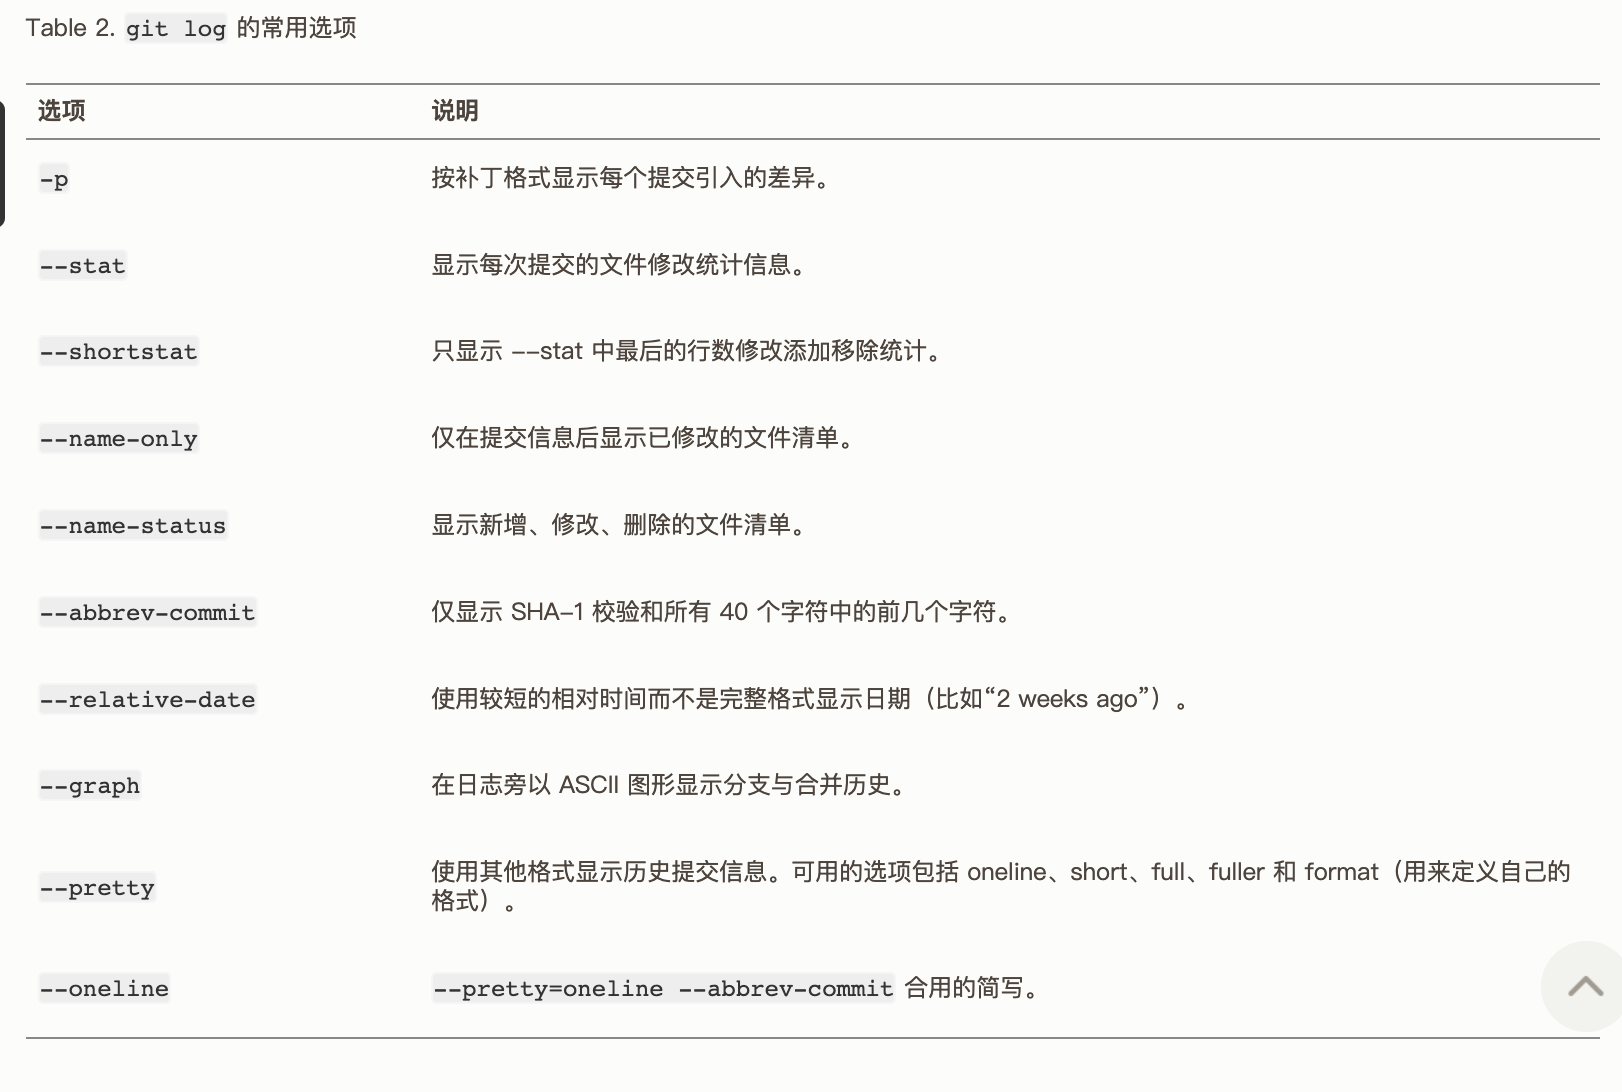 Table 2. git log 的常用选项
选项 说明
-p 按补丁格式显示每个提交引入的差异。
--stat 显示每次提交的文件修改统计信息。
--shortstat 只显示 --stat 中最后的行数修改添加移除统计。
--name-only 仅在提交信息后显示已修改的文件清单。
--name-status 显示新增、修改、删除的文件清单。
--abbrev-commit 仅显示 SHA-1 校验和所有 40 个字符中的前几个字符。
--relative-date 使用较短的相对时间而不是完整格式显示日期（比如“2 weeks ago”）。
--graph 在日志旁以 ASCII 图形显示分支与合并历史。
--pretty 使用其他格式显示历史提交信息。可用的选项包括 oneline、short、full、fuller 和 format（用来定义自己的
格式）。
--oneline --pretty=oneline --abbrev-commit 合用的简写。